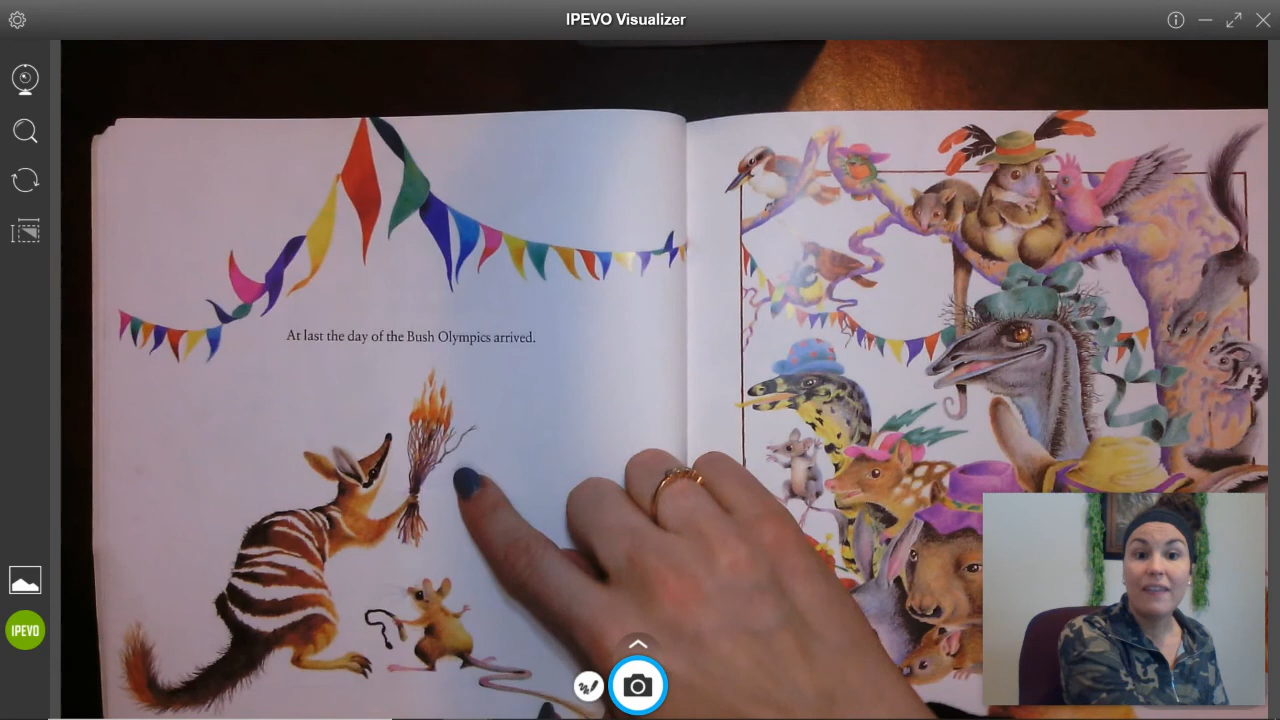 IPEVO Visualizer
At last the day of the Bush Olympics arrived.
IPEVO